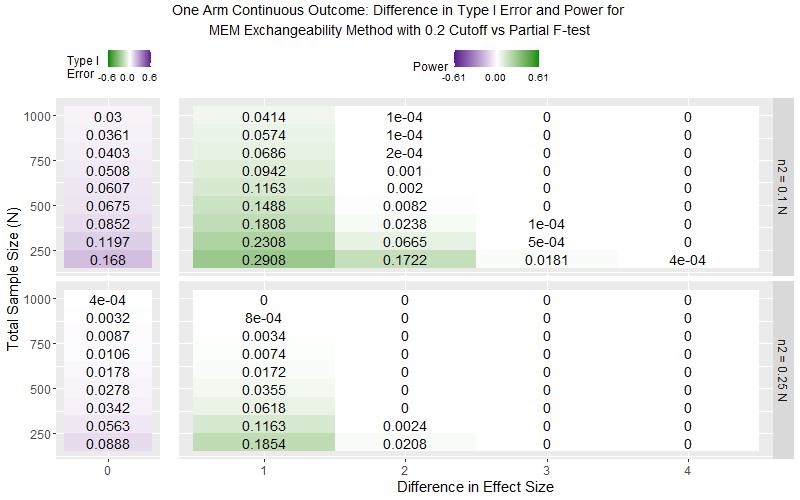 One Arm Continuous Outcome: Difference in Type I Error and Power for
MEM Exchangeability Method with 0.2 Cutoff vs Partial F-test
Type I
Error
-0.6 0.0 0.6
Power
-0.61 0.00 0.61
Total Sample Size (N)
1000 0.03 0.0414 1e-04 0 0
0.0361 0.0574 1e-04 0 0
750 0.0403 0.0686 2e-04 0 0
0.0508 0.0942 0.001 0 0
0.0607 0.1163 0.002 0 0
500 0.0675 0.1488 0.0082 0 0
0.0852 0.1808 0.0238 1e-04 0
0.1197 0.2308 0.0665 5e-04 0
250 0.168 0.2908 0.1722 0.0181 4e-04
n2 = 0.1 N
1000 4e-04 0 0 0 0
0.0032 8e-04 0 0 0
750 0.0087 0.0034 0 0 0
0.0106 0.0074 0 0 0
0.0178 0.0172 0 0 0
500 0.0278 0.0355 0 0 0
0.0342 0.0618 0 0 0
0.0563 0.1163 0.0024 0 0
250 0.0888 0.1854 0.0208 0 0
n2 = 0.25 N
0 1 2 3 4
Difference in Effect Size